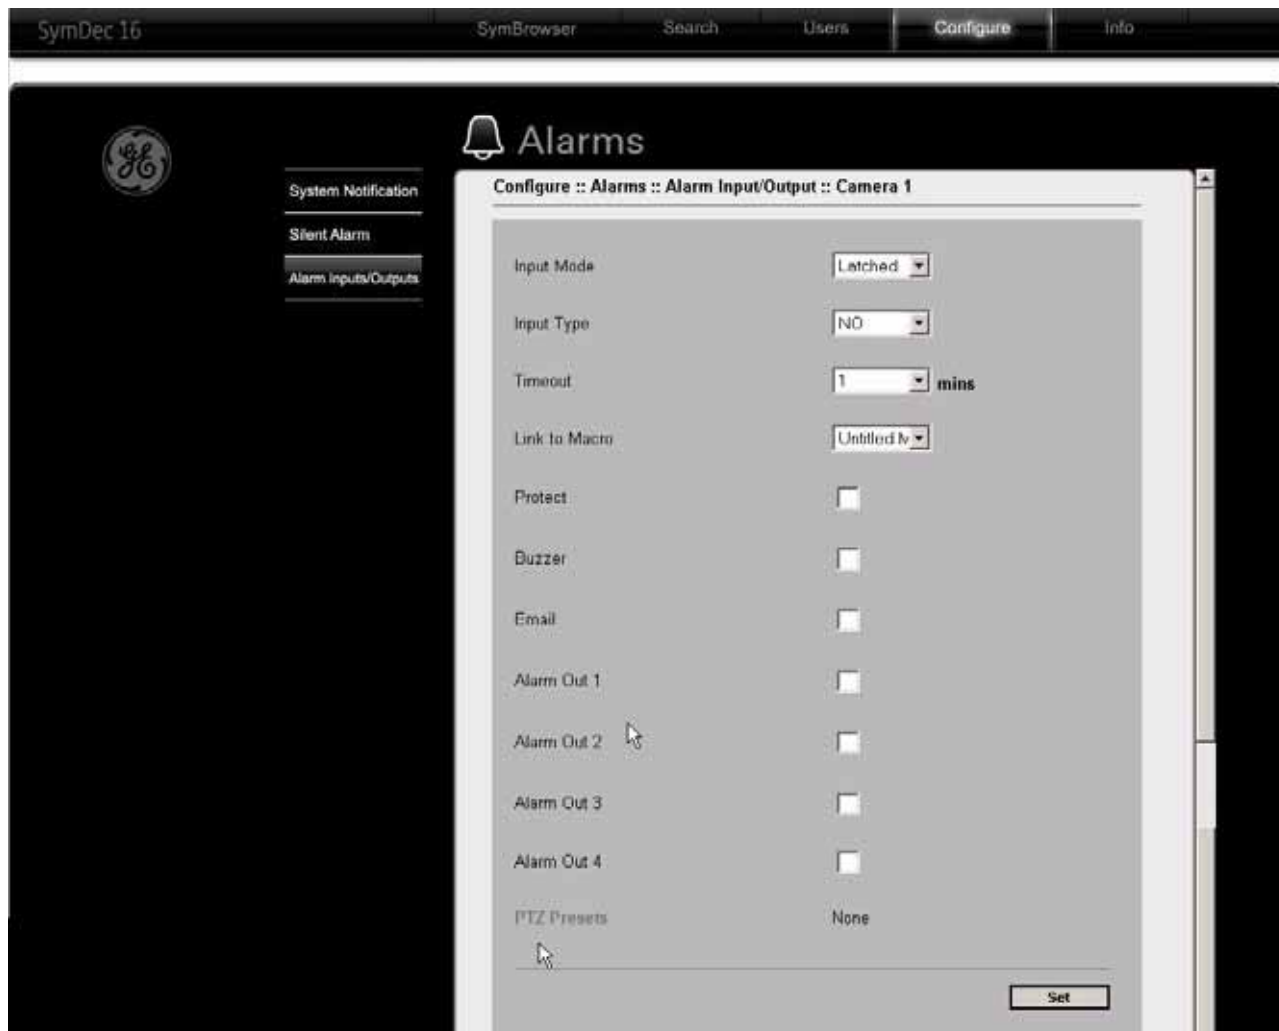 SymDec 16
SymBrowser Search Users Configure Info
GE
Alarms
System Notification
Silent Alarm
Alarm Inputs/Outputs
Configure :: Alarms :: Alarm Input/Output :: Camera 1
Input Mode Latched
Input Type NO
Timeout 1 mins
Link to Macro Untitled M
Protect
Buzzer
Email
Alarm Out 1
Alarm Out 2
Alarm Out 3
Alarm Out 4
PTZ Presets None
Set